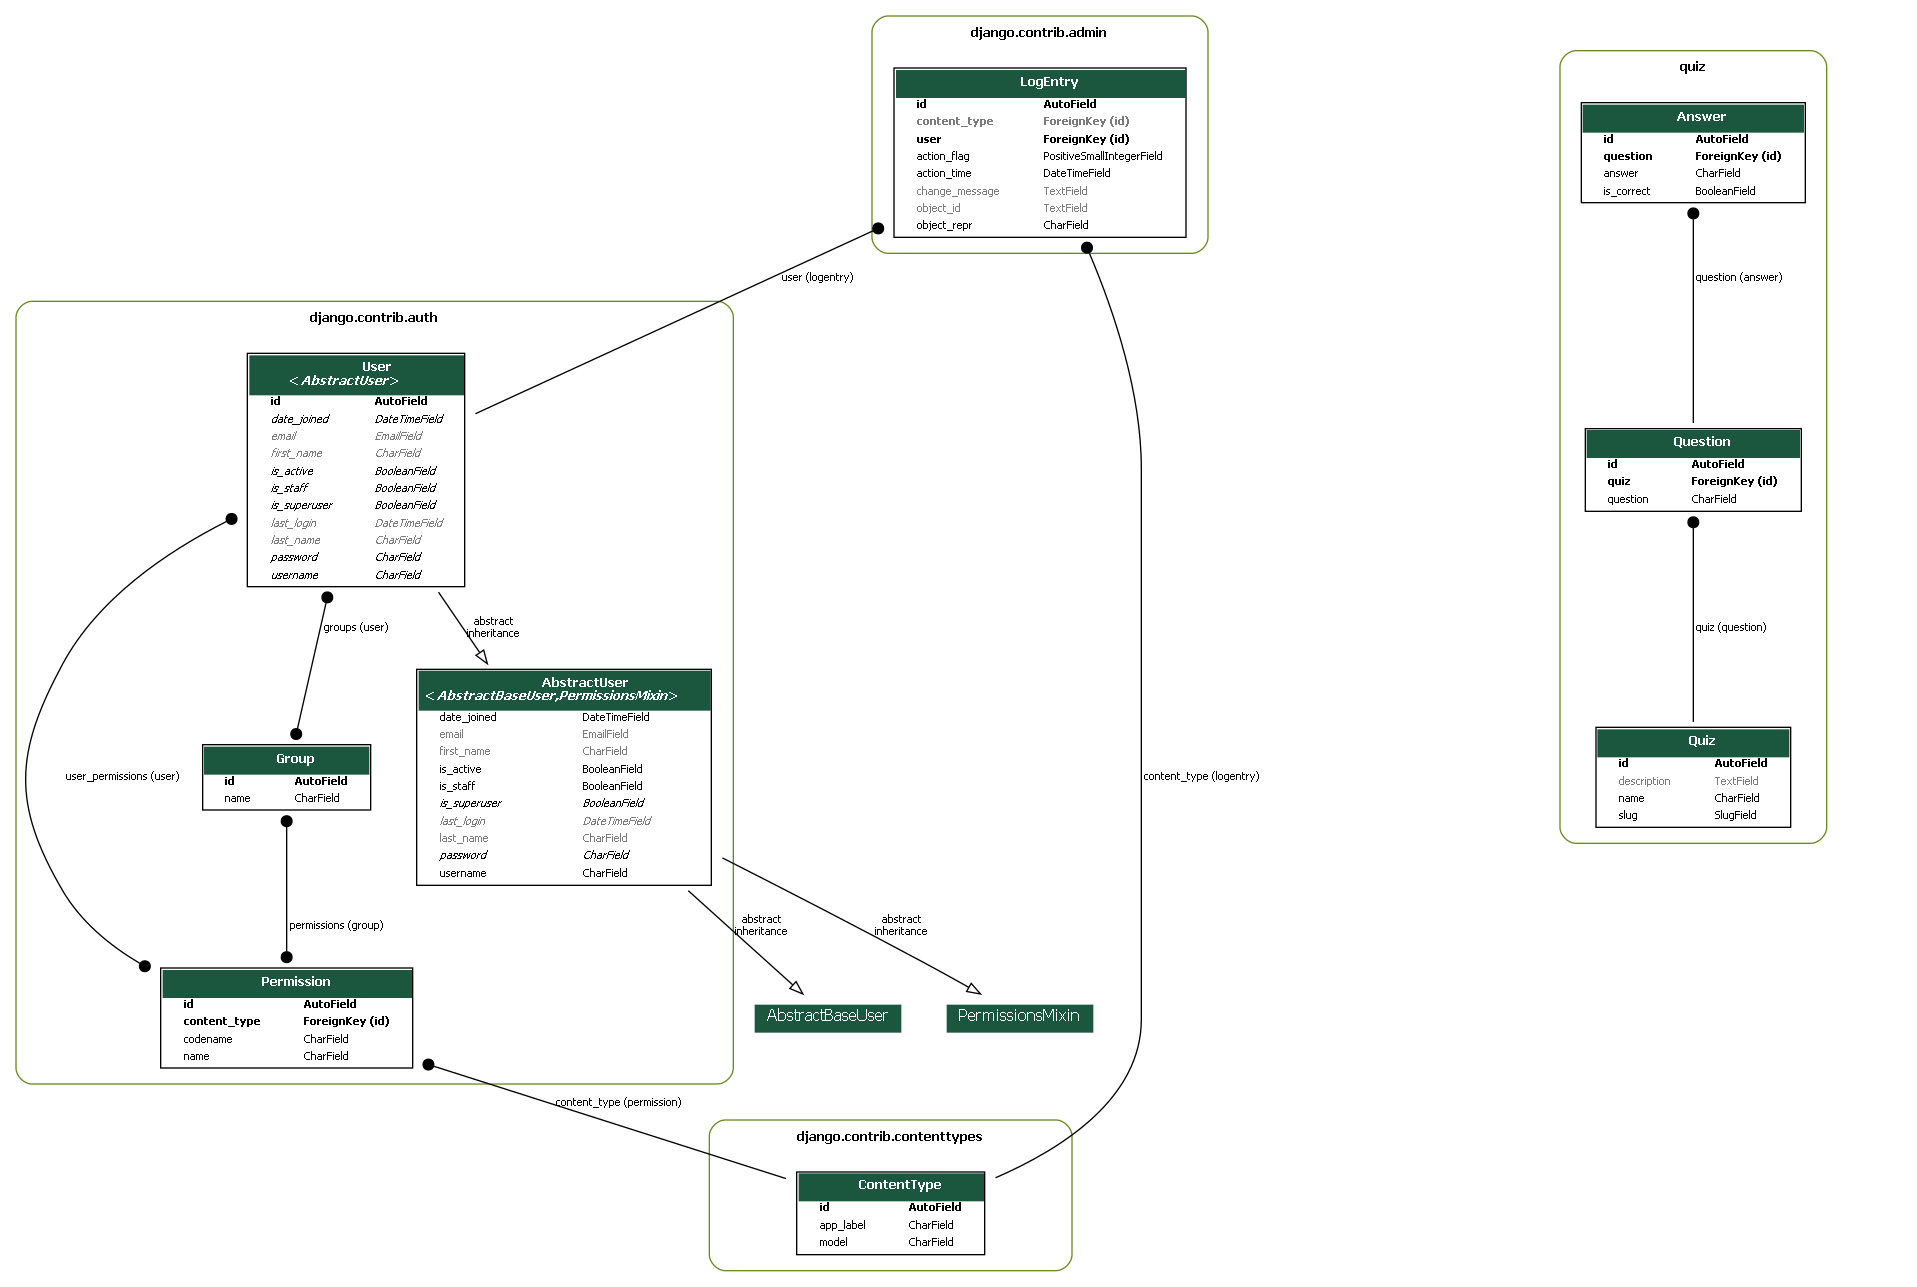 django.contrib.admin
LogEntry
id AutoField
content_type ForeignKey (id)
user ForeignKey (id)
action_flag PositiveSmallIntegerField
action_time DateTimeField
change_message TextField
object_id TextField
object_repr CharField
user (logentry)
content_type (logentry)
django.contrib.auth
User
<AbstractUser>
id AutoField
date_joined DateTimeField
email EmailField
first_name CharField
is_active BooleanField
is_staff BooleanField
is_superuser BooleanField
last_login DateTimeField
last_name CharField
password CharField
username CharField
groups (user)
abstract
inheritance
AbstractUser
<AbstractBaseUser,PermissionsMixin>
date_joined DateTimeField
email EmailField
first_name CharField
is_active BooleanField
is_staff BooleanField
is_superuser BooleanField
last_login DateTimeField
last_name CharField
password CharField
username CharField
Group
id AutoField
name CharField
user_permissions (user)
permissions (group)
abstract
inheritance
abstract
inheritance
Permission
id AutoField
content_type ForeignKey (id)
codename CharField
name CharField
AbstractBaseUser
PermissionsMixin
content_type (permission)
django.contrib.contenttypes
ContentType
id AutoField
app_label CharField
model CharField
quiz
Answer
id AutoField
question ForeignKey (id)
answer CharField
is_correct BooleanField
question (answer)
Question
id AutoField
quiz ForeignKey (id)
question CharField
quiz (question)
Quiz
id AutoField
description TextField
name CharField
slug SlugField